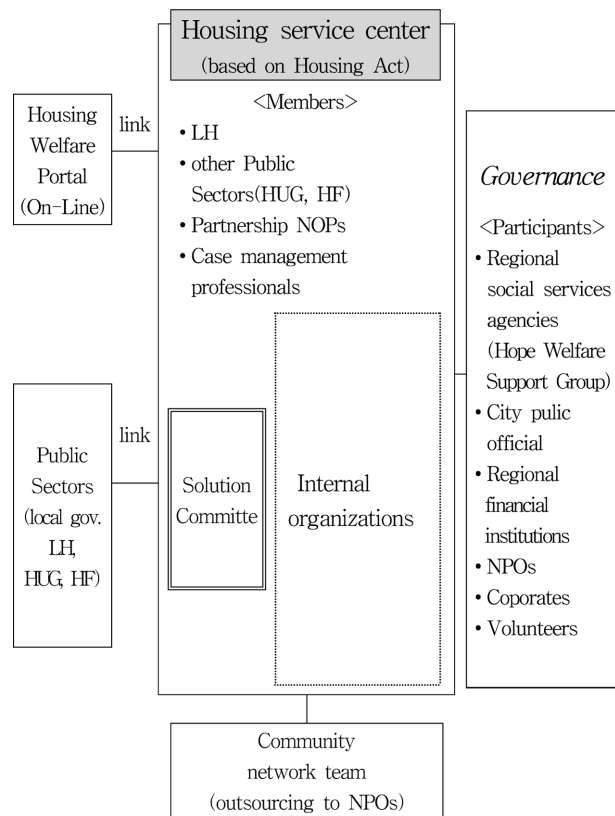 Housing service center
(based on Housing Act)
<Members>
• LH
• other Public
Sectors(HUG, HF)
• Partnership NOPs
• Case management
professionals
Housing
Welfare
Portal
(On-Line)
link
Public
Sectors
(local gov.
LH,
HUG, HF)
link
Solution
Committe
Internal
organizations
Governance
<Participants>
• Regional
social services
agencies
(Hope Welfare
Support Group)
• City pulic
official
• Regional
financial
institutions
• NPOs
• Coporates
• Volunteers
Community
network team
(outsourcing to NPOs)